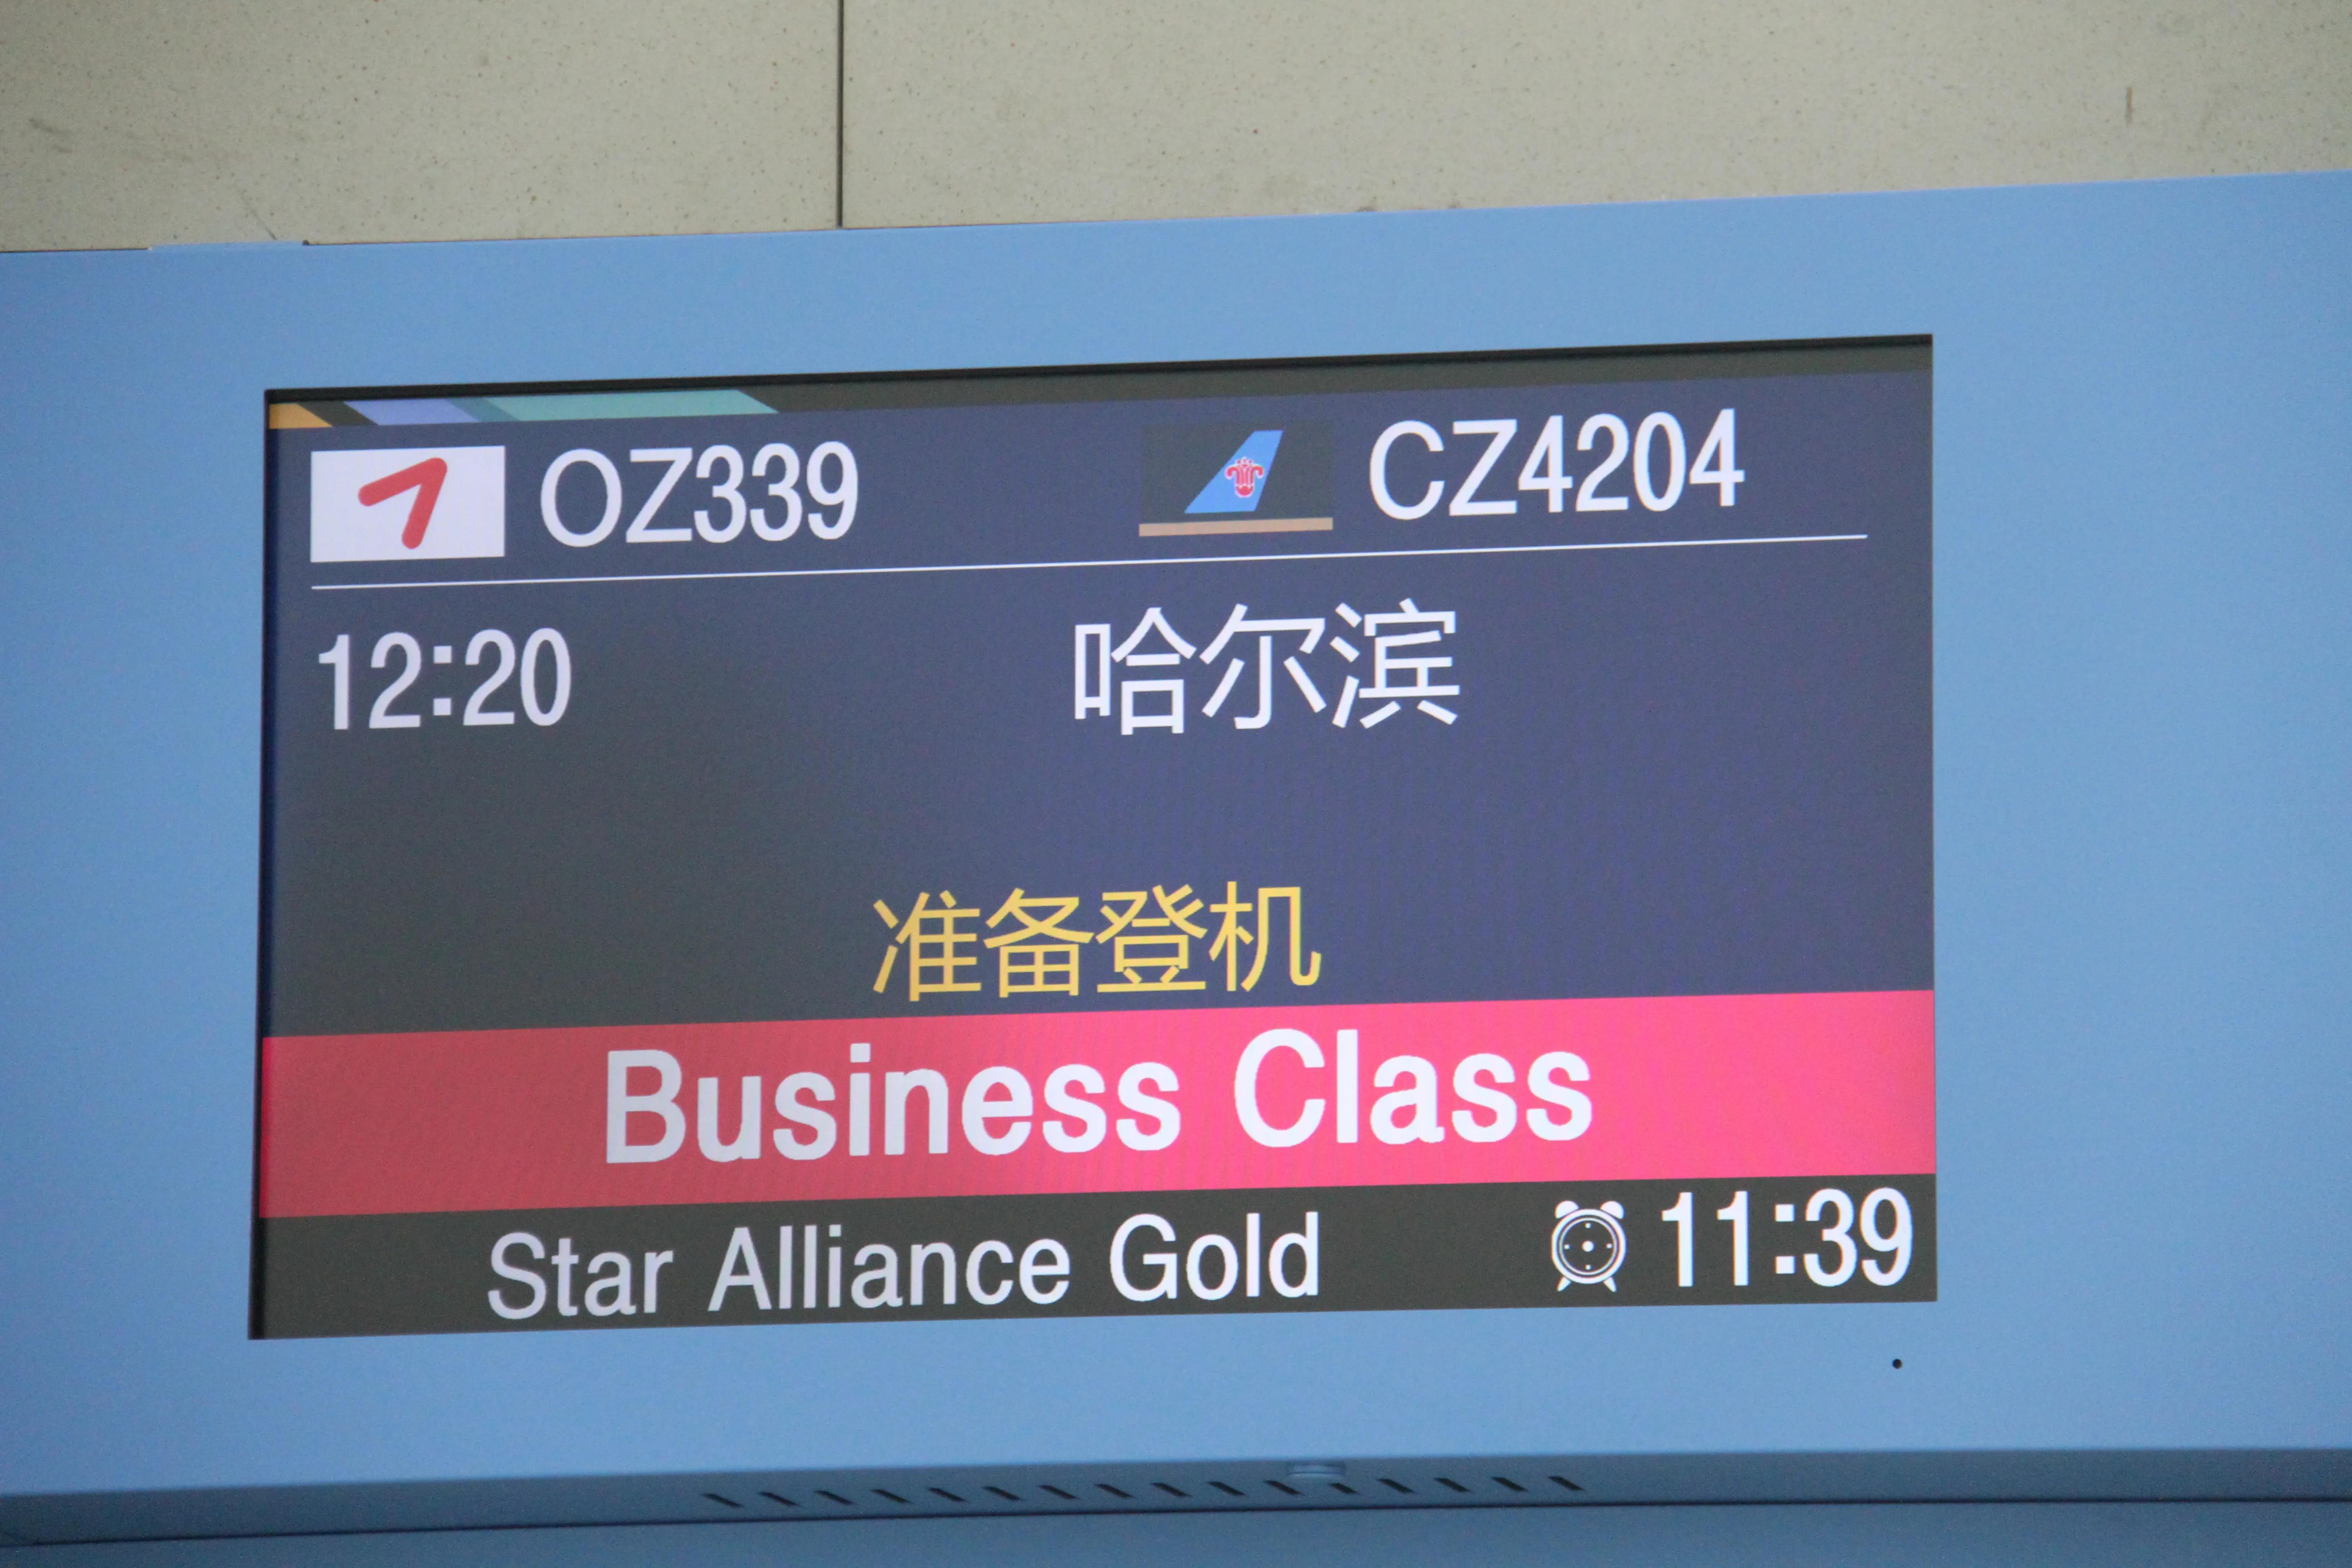 OZ339 CZ4204
12:20 哈尔滨
准备登机
Business Class
Star Alliance Gold 11:39